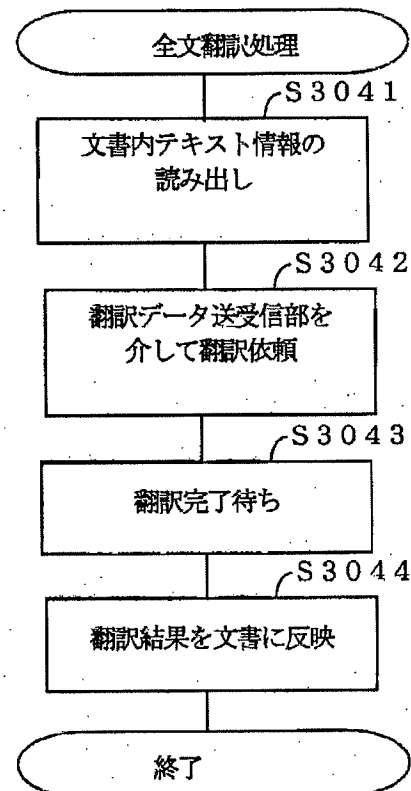 全文翻訳処理
S3041
文書内テキスト情報の
読み出し
S3042
翻訳データ送受信部を
介して翻訳依頼
S3043
翻訳完了待ち
S3044
翻訳結果を文書に反映
終了